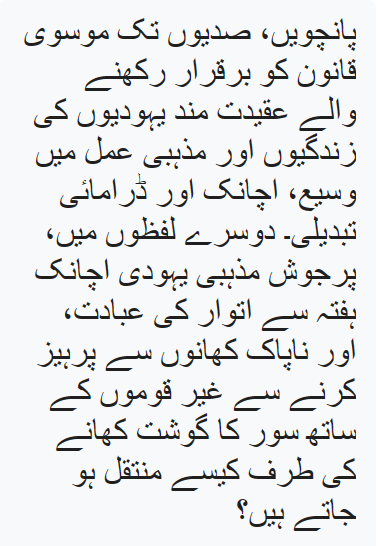 پانچویں، صدیوں تک موسوی
قانون کو برقرار رکھنے
والے عقیدت مند یہودیوں کی
زندگیوں اور مذہبی عمل میں
وسیع، اچانک اور ڈرامائی
تبدیلی۔ دوسرے لفظوں میں،
پرجوش مذہبی یہودی اچانک
ہفتہ سے اتوار کی عبادت،
اور ناپاک کھانوں سے پرہیز
کرنے سے غیر قوموں کے
ساتھ سور کا گوشت کھانے
کی طرف کیسے منتقل ہو
جاتے ہیں؟